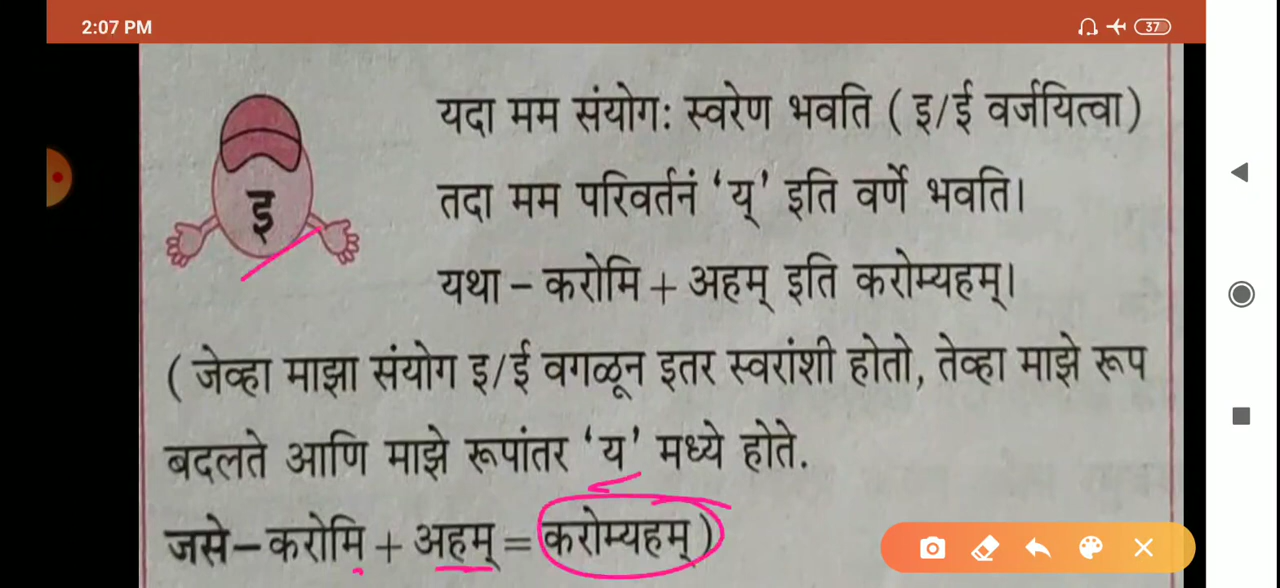 2:07 PM
37
यदा मम संयोगः स्वरेण भवति ( इ/ई वर्जयित्वा)
इ
तदा मम परिवर्तनं ‘य्’ इति वर्णे भवति।
यथा – करोमि + अहम् इति करोम्यहम्।
( जेव्हा माझा संयोग इ/ई वगळून इतर स्वरांशी होतो, तेव्हा माझे रूप
बदलते आणि माझे रूपांतर ‘य’ मध्ये होते.
जसे – करोमि + अहम् = करोम्यहम्)